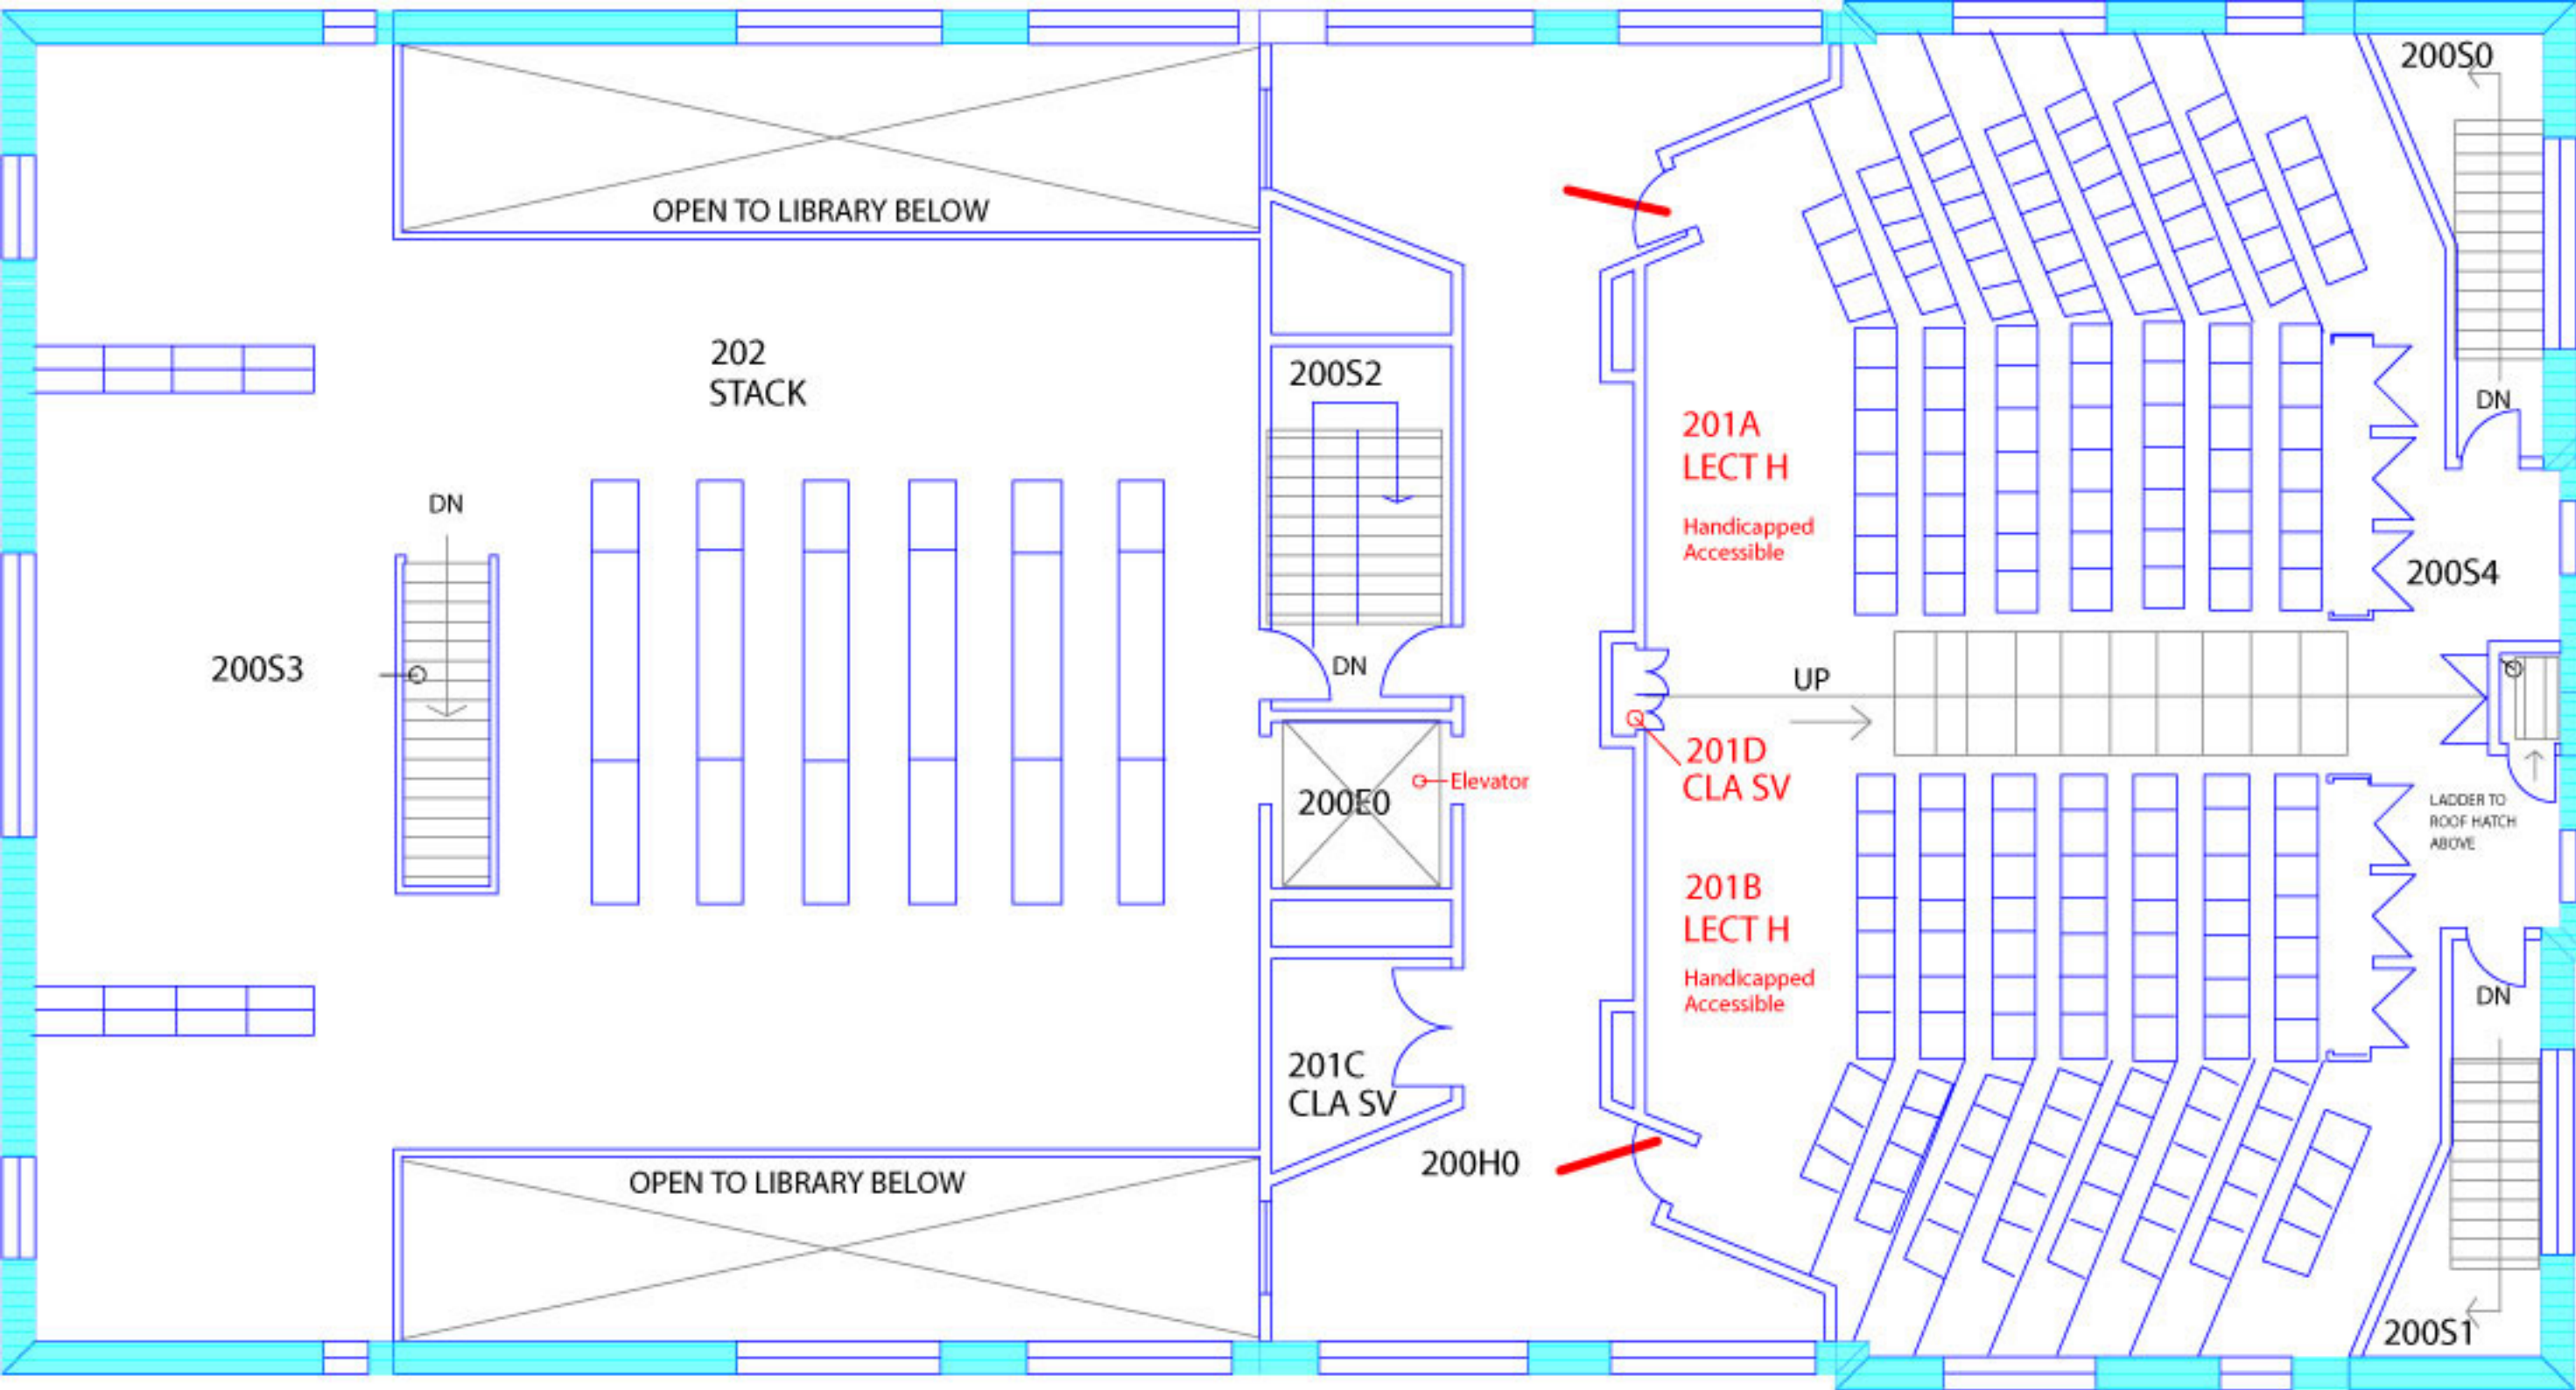 200S0
OPEN TO LIBRARY BELOW
202
STACK
200S2
DN
201A
LECT H
Handicapped
Accessible
DN
200S4
200S3
DN
UP
201D
CLA SV
Elevator
200E0
LADDER TO
ROOF HATCH
ABOVE
201B
LECT H
Handicapped
Accessible
DN
201C
CLA SV
200H0
OPEN TO LIBRARY BELOW
200S1